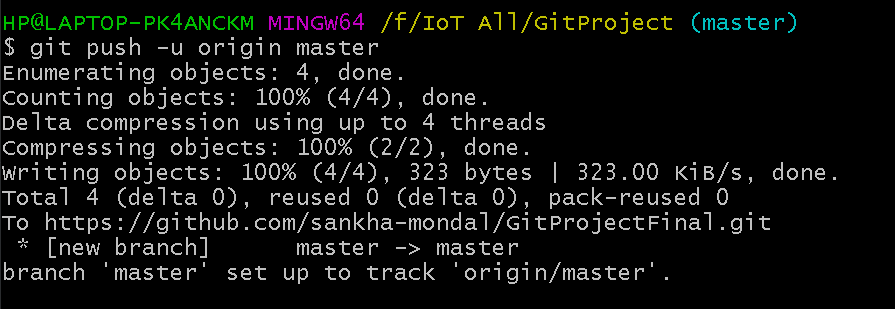 HP@LAPTOP-PK4ANCKM MINGW64 /f/IoT All/GitProject (master)
$ git push -u origin master
Enumerating objects: 4, done.
Counting objects: 100% (4/4), done.
Delta compression using up to 4 threads
Compressing objects: 100% (2/2), done.
Writing objects: 100% (4/4), 323 bytes | 323.00 KiB/s, done.
Total 4 (delta 0), reused 0 (delta 0), pack-reused 0
To https://github.com/sankha-mondal/GitProjectFinal.git
 * [new branch]      master -> master
branch 'master' set up to track 'origin/master'.